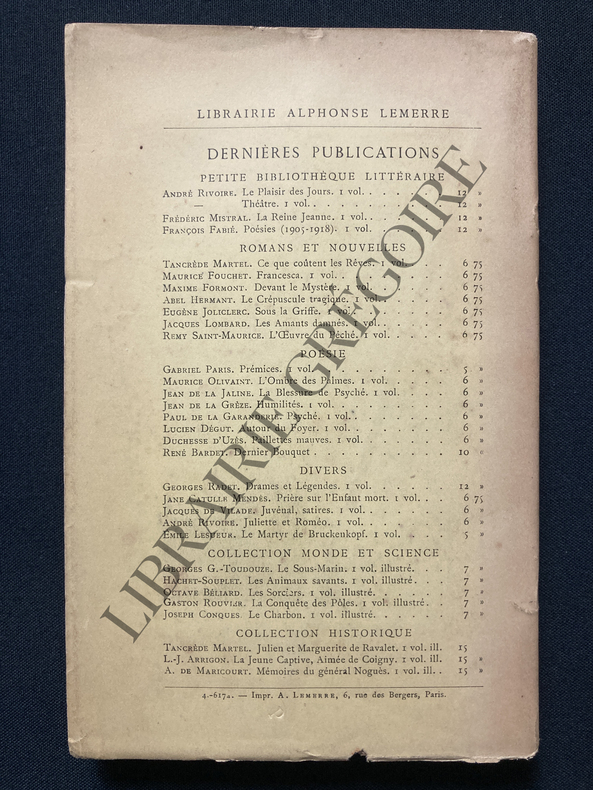 LIBRAIRIE ALPHONSE LEMERRE
DERNIÈRES PUBLICATIONS
PETITE BIBLIOTHÈQUE LITTÉRAIRE
ANDRÉ RIVOIRE. Le Plaisir des Jours. 1 vol. . . . . . . 12 »
— Théâtre. 1 vol. . . . . . . . . 12 »
FRÉDÉRIC MISTRAL. La Reine Jeanne. 1 vol. . . . . . . 12 »
FRANÇOIS FABIÉ. Poésies (1905-1918). 1 vol. . . . . . 12 »
ROMANS ET NOUVELLES
TANCRÈDE MARTEL. Ce que coûtent les Rêves. 1 vol. . . . 6 75
MAURICE FOUCHET. Francesca. 1 vol. . . . . . . . . 6 75
MAXIME FORMONT. Devant le Mystère. 1 vol. . . . . . 6 75
ABEL HERMANT. Le Crépuscule tragique. 1 vol. . . . . . 6 75
EUGÈNE JOLICLERC. Sous la Griffe. 1 vol. . . . . . . 6 75
JACQUES LOMBARD. Les Amants damnés. 1 vol. . . . . . 6 75
REMY SAINT-MAURICE. L'Œuvre du Péché. 1 vol. . . . . 6 75
POÉSIE
GABRIEL PARIS. Prémices. 1 vol. . . . . . . . . . 5 »
MAURICE OLIVAINT. L'Ombre des Palmes. 1 vol. . . . . . 6 »
JEAN DE LA JALINE. La Blessure de Psyché. 1 vol. . . . . 6 »
JEAN DE LA GRÈZE. Humilités. 1 vol. . . . . . . . . 6 »
PAUL DE LA GARANDERIE. Psyché. 1 vol. . . . . . . . 6 »
LUCIEN DÉGUT. Autour du Foyer. 1 vol. . . . . . . . 6 »
DUCHESSE D'UZÈS. Paillettes mauves. 1 vol. . . . . . . 6 »
RENÉ BARDET. Dernier Bouquet . . . . . . . . . . 10 »
DIVERS
GEORGES RADET. Drames et Légendes. 1 vol. . . . . . . 12 »
JANE CATULLE MENDÈS. Prière sur l'Enfant mort. 1 vol. . . 6 75
JACQUES DE Juvénal, satires. 1 vol. . . . . . . 6 »
ANDRÉ RIVOIRE. Juliette et Roméo. 1 vol. . . . . . . 6 »
ÉMILE LESUEUR. Le Martyr de Bruckenkopf. 1 vol. . . . . 5 »
COLLECTION MONDE ET SCIENCE
GEORGES G.-TOUDOUZE. Le Sous-Marin. 1 vol. illustré. . . . 7 »
HACHET-SOUPLET. Les Animaux savants. 1 vol. illustré . . . 7 »
OCTAVE BÉLIARD. Les Sorciers. 1 vol. illustré. . . . . . 7 »
GASTON ROUVIER. La Conquête des Pôles. 1 vol. illustré . . 7 »
JOSEPH CONQUES. Le Charbon. 1 vol. illustré. . . . . . 7 »
COLLECTION HISTORIQUE
TANCRÈDE MARTEL. Julien et Marguerite de Ravalet. 1 vol. ill. 15
L.-J. ARRIGON. La Jeune Captive, Aimée de Coigny. 1 vol. ill. 15 »
A. DE MARICOURT. Mémoires du général Noguès. 1 vol. ill. . 15 »
4.-6174. — Impr. A. LEMERRE, 6, rue des Bergers, Paris.
LIBRAIRIE GRÉGOIRE